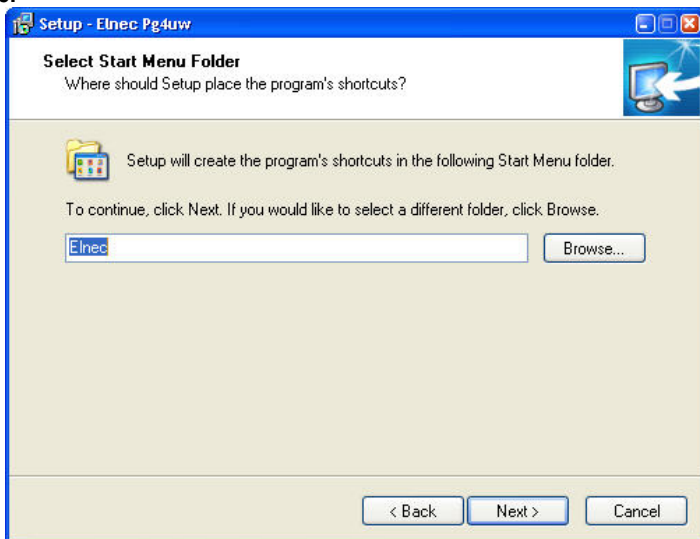 Setup - Elnec Pg4uw
Select Start Menu Folder
Where should Setup place the program's shortcuts?
Setup will create the program's shortcuts in the following Start Menu folder.
To continue, click Next. If you would like to select a different folder, click Browse.
Elnec
Browse...
< Back
Next >
Cancel